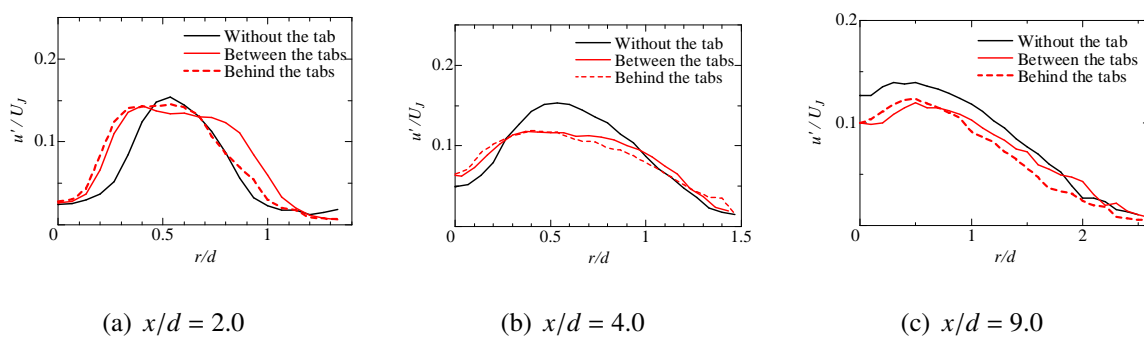 0.2
0.1
0
0.5
1
u' / U_J
r/d
Without the tab
Between the tabs
Behind the tabs
(a) x/d = 2.0
0.2
0.1
0
0.5
1
1.5
u' / U_J
r/d
Without the tab
Between the tabs
Behind the tabs
(b) x/d = 4.0
0.2
0.1
0
1
2
u' / U_J
r/d
Without the tab
Between the tabs
Behind the tabs
(c) x/d = 9.0